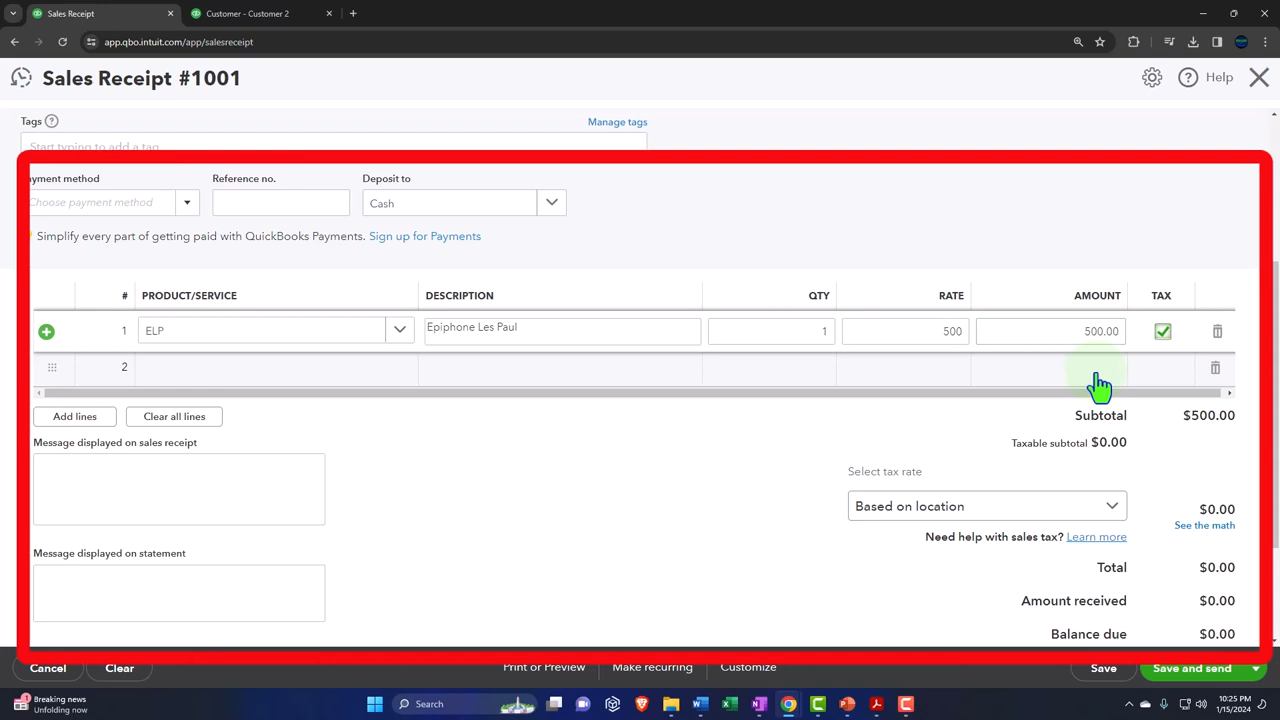 Sales Receipt
Customer - Customer 2
app.qbo.intuit.com/app/salesreceipt
Sales Receipt #1001
Help
Tags
Manage tags
Start typing to add a tag
ayment method
Reference no.
Deposit to
Choose payment method
Cash
Simplify every part of getting paid with QuickBooks Payments. Sign up for Payments
# PRODUCT/SERVICE DESCRIPTION QTY RATE AMOUNT TAX
1 ELP Epiphone Les Paul 1 500 500.00
2
Add lines
Clear all lines
Subtotal $500.00
Message displayed on sales receipt
Taxable subtotal $0.00
Select tax rate
Based on location
$0.00
See the math
Need help with sales tax? Learn more
Message displayed on statement
Total $0.00
Amount received $0.00
Balance due $0.00
Cancel
Clear
Print or Preview
Make recurring
Customize
Save
Save and send
1
Breaking news
Unfolding now
Search
10:25 PM
1/15/2024